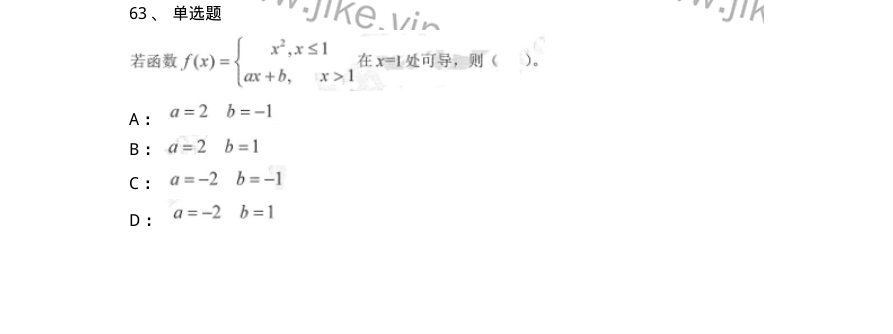 63、 单选题
若函数 f(x) = { x², x ≤ 1
ax + b, x > 1 在 x=1 处可导，则（ ）。
A： a = 2 b = −1
B： a = 2 b = 1
C： a = −2 b = −1
D： a = −2 b = 1